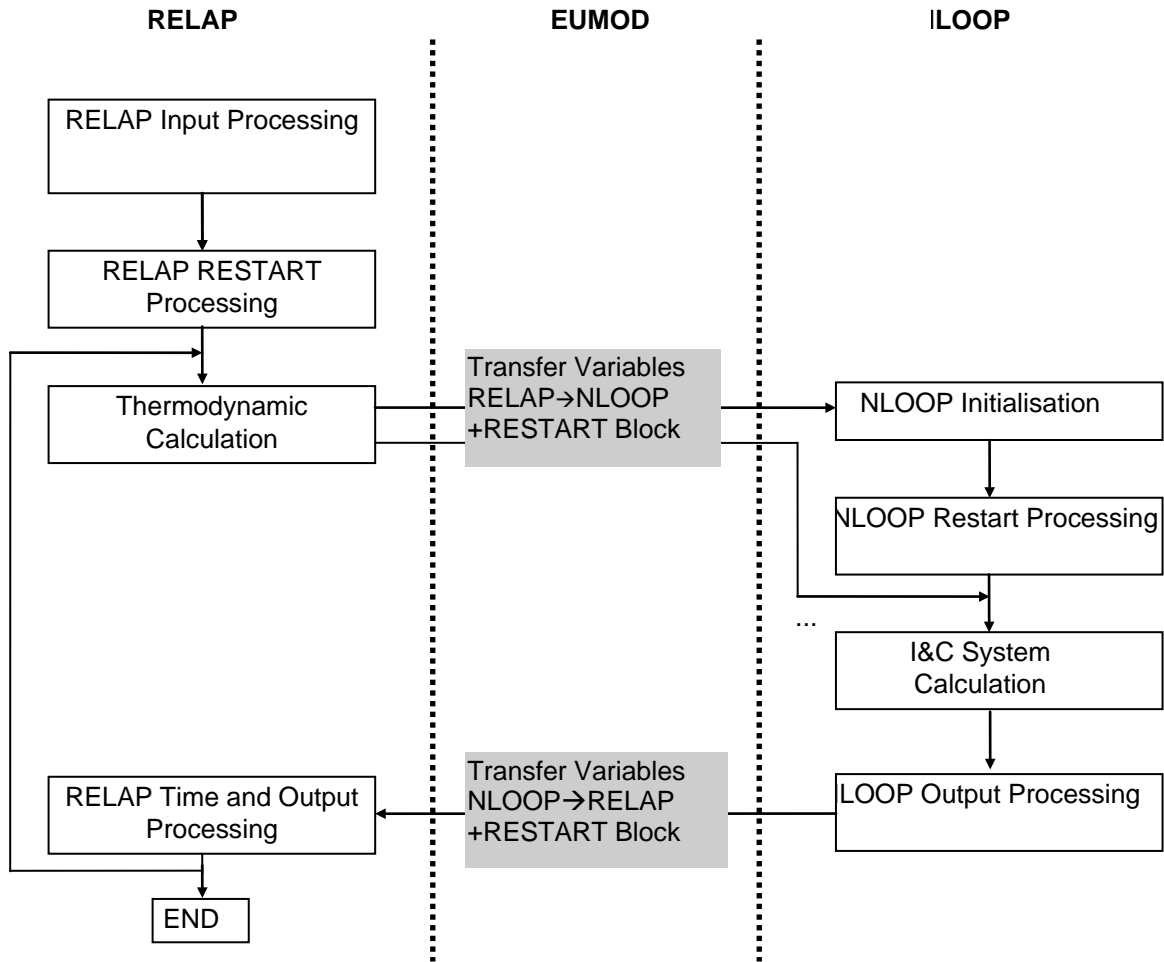 RELAP
EUMOD
ILOOP
RELAP Input Processing
RELAP RESTART
Processing
Thermodynamic
Calculation
Transfer Variables
RELAP→NLOOP
+RESTART Block
NLOOP Initialisation
NLOOP Restart Processing
...
I&C System
Calculation
RELAP Time and Output
Processing
Transfer Variables
NLOOP→RELAP
+RESTART Block
LOOP Output Processing
END